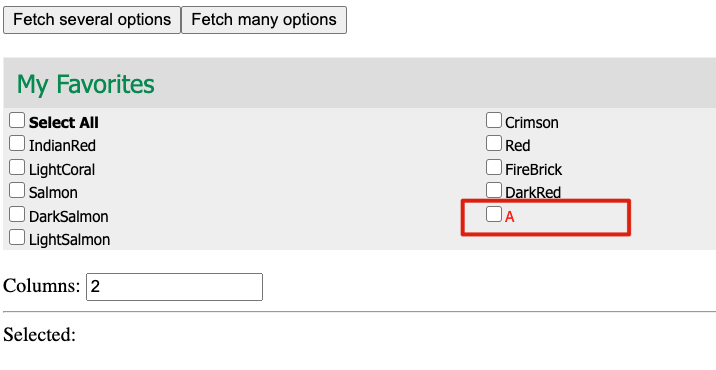 Fetch several options Fetch many options
My Favorites
Select All
IndianRed
LightCoral
Salmon
DarkSalmon
LightSalmon
Crimson
Red
FireBrick
DarkRed
A
Columns: 2
Selected: